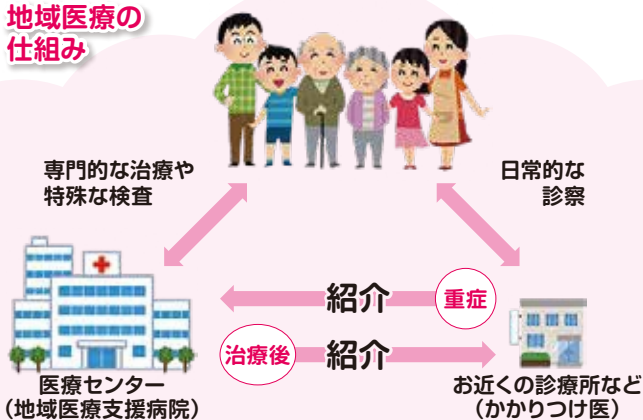 地域医療の
仕組み
専門的な治療や
特殊な検査
日常的な
診察
紹介 重症
治療後 紹介
医療センター
（地域医療支援病院）
お近くの診療所など
（かかりつけ医）